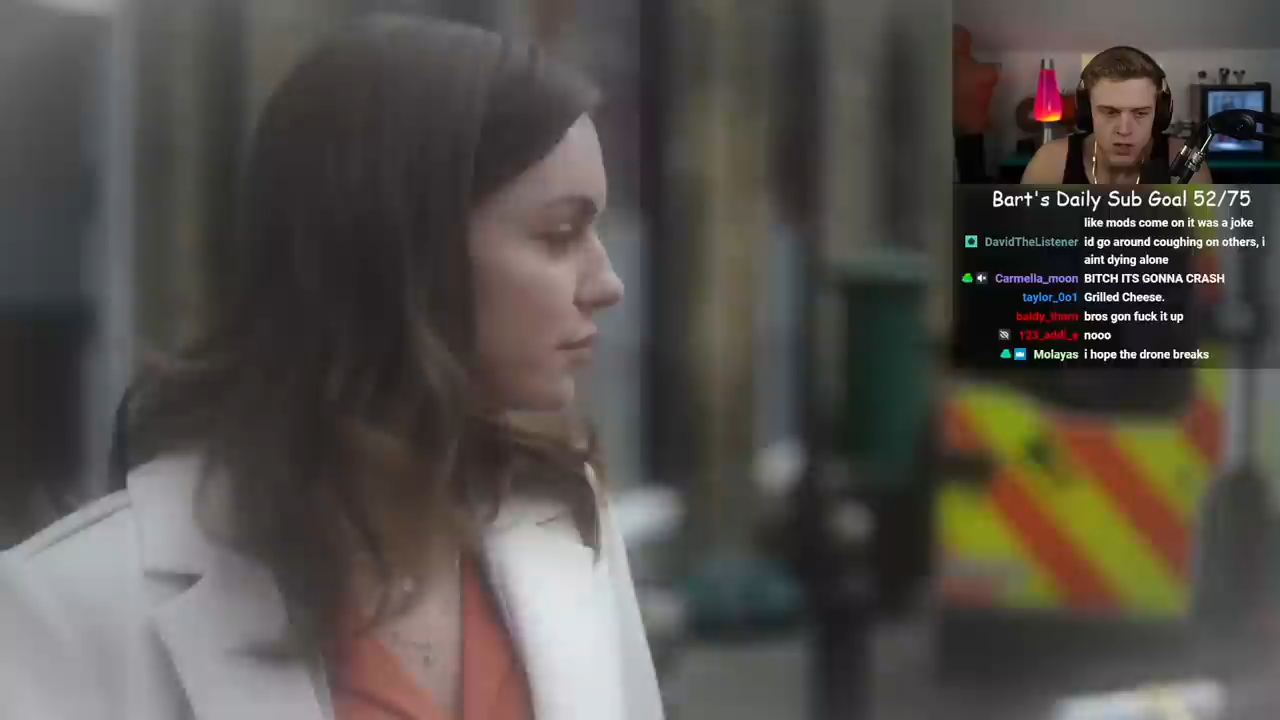 Bart's Daily Sub Goal 52/75
like mods come on it was a joke
DavidTheListener id go around coughing on others, i
aint dying alone
Carmella_moon BITCH ITS GONNA CRASH
taylor_0o1 Grilled Cheese.
baldy_thorn bros gon fuck it up
nooo
Molayas i hope the drone breaks